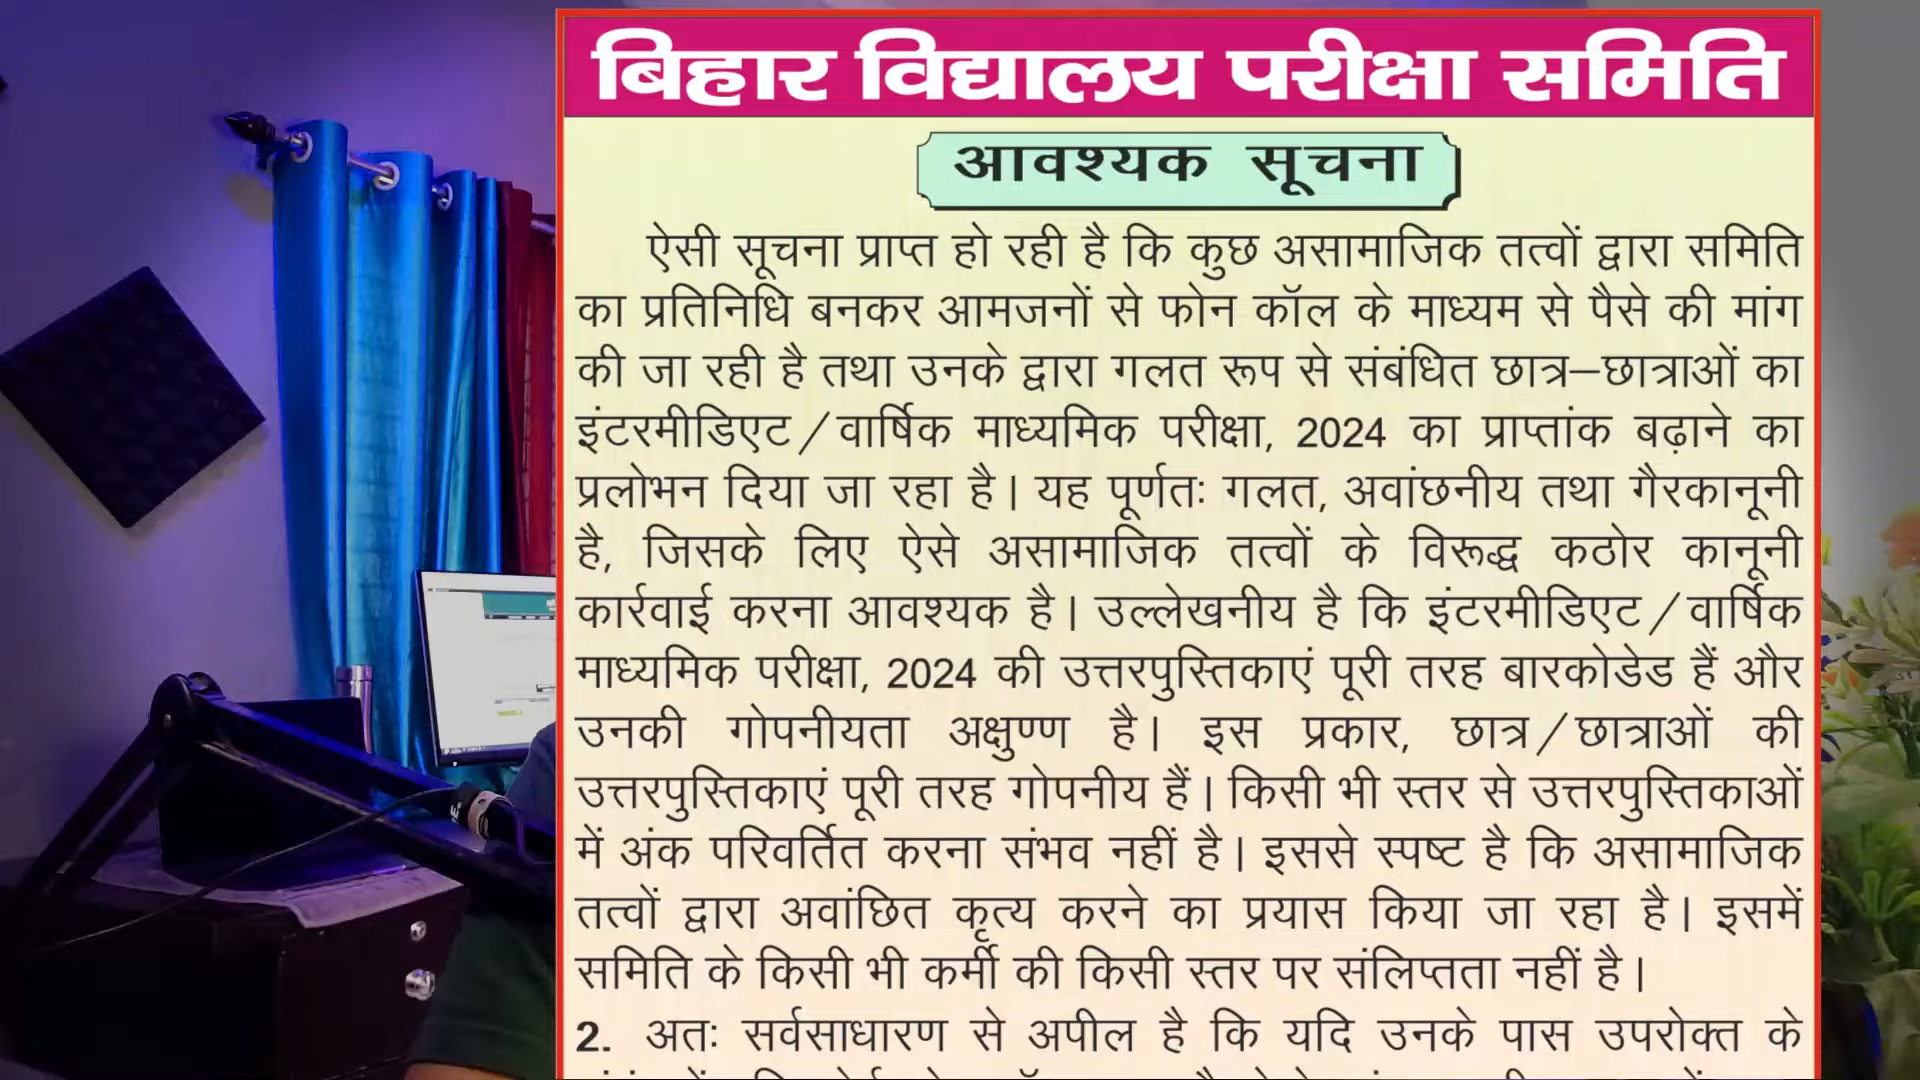 बिहार विद्यालय परीक्षा समिति
आवश्यक सूचना
ऐसी सूचना प्राप्त हो रही है कि कुछ असामाजिक तत्वों द्वारा समिति
का प्रतिनिधि बनकर आमजनों से फोन कॉल के माध्यम से पैसे की मांग
की जा रही है तथा उनके द्वारा गलत रूप से संबंधित छात्र–छात्राओं का
इंटरमीडिएट/वार्षिक माध्यमिक परीक्षा, 2024 का प्राप्तांक बढ़ाने का
प्रलोभन दिया जा रहा है। यह पूर्णतः गलत, अवांछनीय तथा गैरकानूनी
है, जिसके लिए ऐसे असामाजिक तत्वों के विरूद्ध कठोर कानूनी
कार्रवाई करना आवश्यक है। उल्लेखनीय है कि इंटरमीडिएट/वार्षिक
माध्यमिक परीक्षा, 2024 की उत्तरपुस्तिकाएं पूरी तरह बारकोडेड हैं और
उनकी गोपनीयता अक्षुण्ण है। इस प्रकार, छात्र/छात्राओं की
उत्तरपुस्तिकाएं पूरी तरह गोपनीय हैं। किसी भी स्तर से उत्तरपुस्तिकाओं
में अंक परिवर्तित करना संभव नहीं है। इससे स्पष्ट है कि असामाजिक
तत्वों द्वारा अवांछित कृत्य करने का प्रयास किया जा रहा है। इसमें
समिति के किसी भी कर्मी की किसी स्तर पर संलिप्तता नहीं है।
2. अतः सर्वसाधारण से अपील है कि यदि उनके पास उपरोक्त के